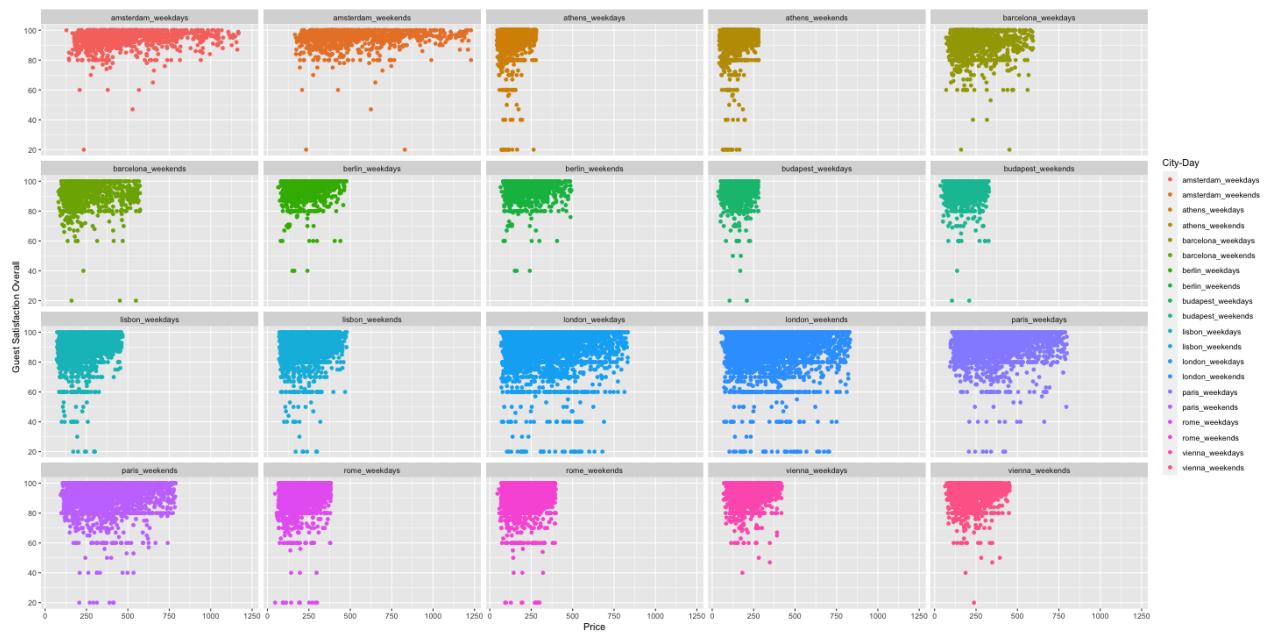 amsterdam_weekdays amsterdam_weekends athens_weekdays athens_weekends barcelona_weekdays
100
80
60
40
20
City-Day
barcelona_weekends berlin_weekdays berlin_weekends budapest_weekdays budapest_weekends
100
80
60
40
20
Guest Satisfaction Overall
lisbon_weekdays lisbon_weekends london_weekdays london_weekends paris_weekdays
100
80
60
40
20
paris_weekends rome_weekdays rome_weekends vienna_weekdays vienna_weekends
100
80
60
40
20
0 250 500 750 1000 1250 0 250 500 750 1000 1250 0 250 500 750 1000 1250 0 250 500 750 1000 1250 0 250 500 750 1000 1250
Price
amsterdam_weekdays
amsterdam_weekends
athens_weekdays
athens_weekends
barcelona_weekdays
barcelona_weekends
berlin_weekdays
berlin_weekends
budapest_weekdays
budapest_weekends
lisbon_weekdays
lisbon_weekends
london_weekdays
london_weekends
paris_weekdays
paris_weekends
rome_weekdays
rome_weekends
vienna_weekdays
vienna_weekends